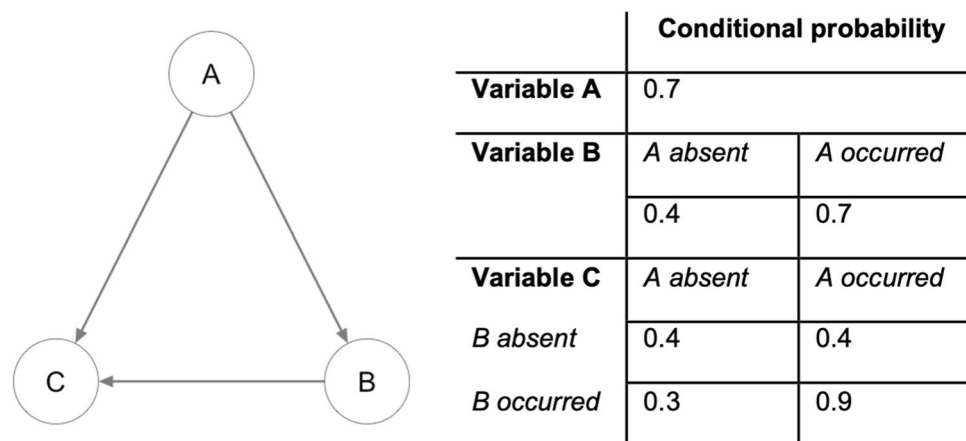 A
C
B
Conditional probability
Variable A 0.7
Variable B A absent A occurred
0.4 0.7
Variable C A absent A occurred
B absent 0.4 0.4
B occurred 0.3 0.9